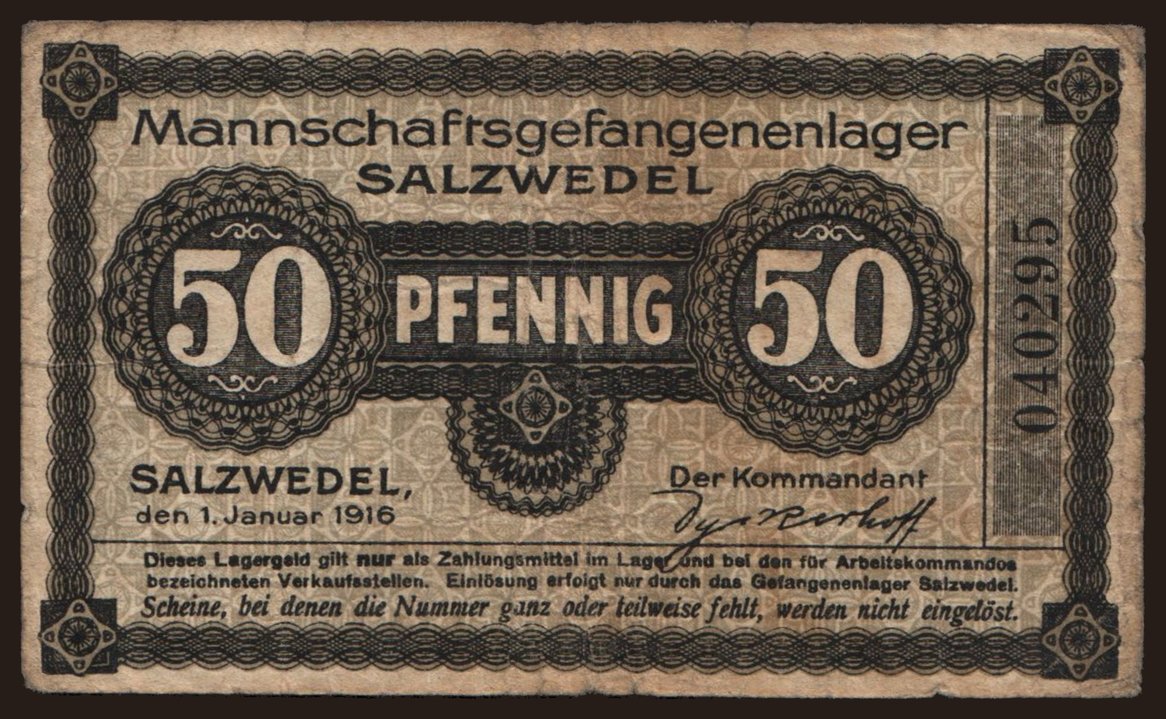 Mannschaftsgefangenenlager
SALZWEDEL
50 PFENNIG 50
040295
SALZWEDEL,
den 1. Januar 1916
Der Kommandant
Dyckerhoff
Dieses Lagergeld gilt nur als Zahlungsmittel im Lager und bei den für Arbeitskommandos
bezeichneten Verkaufsstellen. Einlösung erfolgt nur durch das Gefangenenlager Salzwedel.
Scheine, bei denen die Nummer ganz oder teilweise fehlt, werden nicht eingelöst.